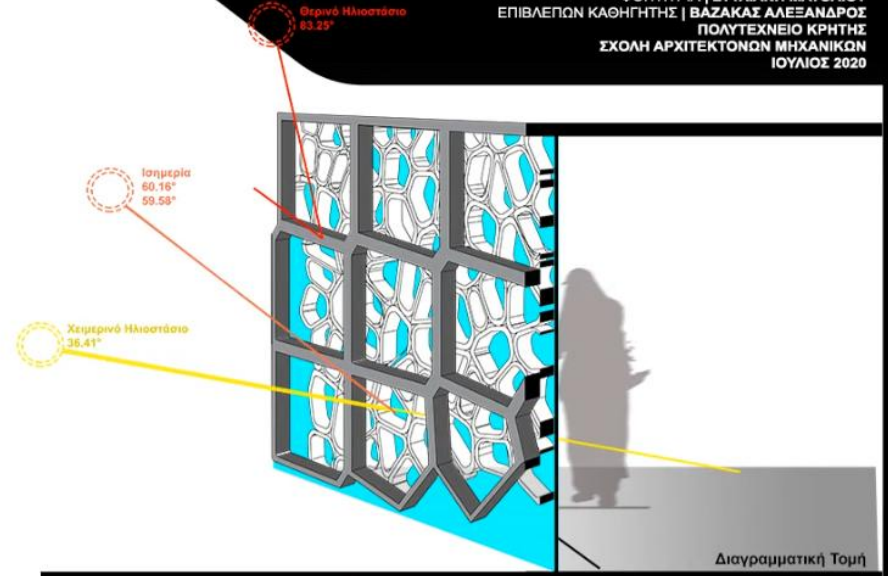 ΕΠΙΒΛΕΠΩΝ ΚΑΘΗΓΗΤΗΣ | ΒΑΖΑΚΑΣ ΑΛΕΞΑΝΔΡΟΣ
ΠΟΛΥΤΕΧΝΕΙΟ ΚΡΗΤΗΣ
ΣΧΟΛΗ ΑΡΧΙΤΕΚΤΟΝΩΝ ΜΗΧΑΝΙΚΩΝ
ΙΟΥΛΙΟΣ 2020
Θερινό Ηλιοστάσιο
83.25°
Ισημερία
60.16°
59.58°
Χειμερινό Ηλιοστάσιο
36.41°
Διαγραμματική Τομή